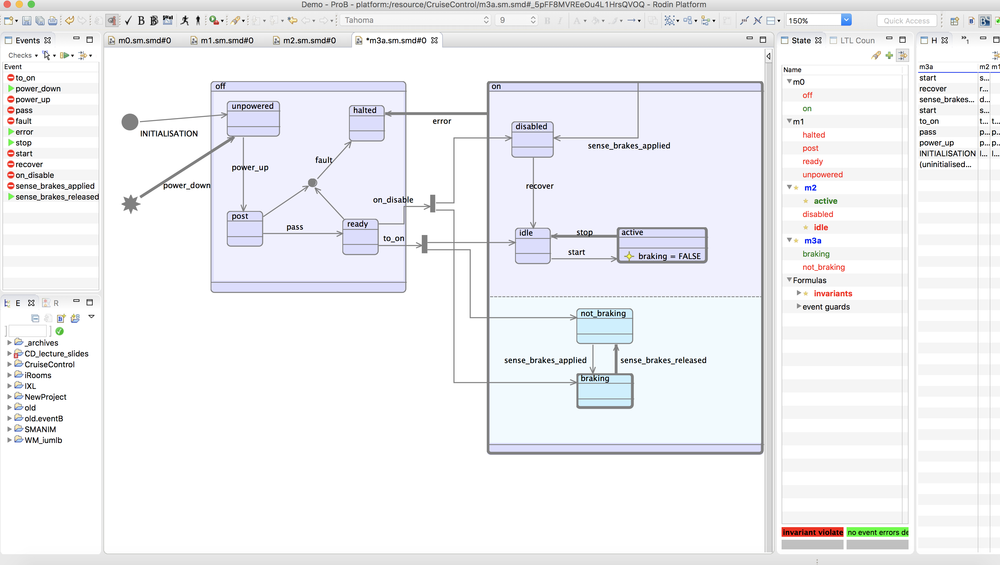 Demo - ProB - platform:/resource/CruiseControl/m3a.sm.smd#_5pFF8MVREeOu4L1HrsQVOQ - Rodin Platform
Tahoma
9
150%
Quick Access
Events
m0.sm.smd#0
m1.sm.smd#0
m2.sm.smd#0
*m3a.sm.smd#0
State
LTL Coun
H
»1
Checks
Event
to_on
power_down
power_up
pass
fault
error
stop
start
recover
on_disable
sense_brakes_applied
sense_brakes_released
E
R
_archives
CD_lecture_slides
CruiseControl
iRooms
IXL
NewProject
old
old.eventB
SMANIM
WM_iumlb
off
unpowered
halted
INITIALISATION
power_down
power_up
fault
post
pass
ready
on_disable
to_on
error
on
disabled
sense_brakes_applied
recover
idle
stop
start
active
braking = FALSE
not_braking
sense_brakes_applied
sense_brakes_released
braking
Name
m0
off
on
m1
halted
post
ready
unpowered
m2
active
disabled
idle
m3a
braking
not_braking
Formulas
invariants
event guards
invariant violate
no event errors de
m3a m2 m1
start s...
recover r...
sense_brakes... d...
start s...
to_on t... t...
pass p... p...
power_up p... p...
INITIALISATION I... I...
(uninitialised...